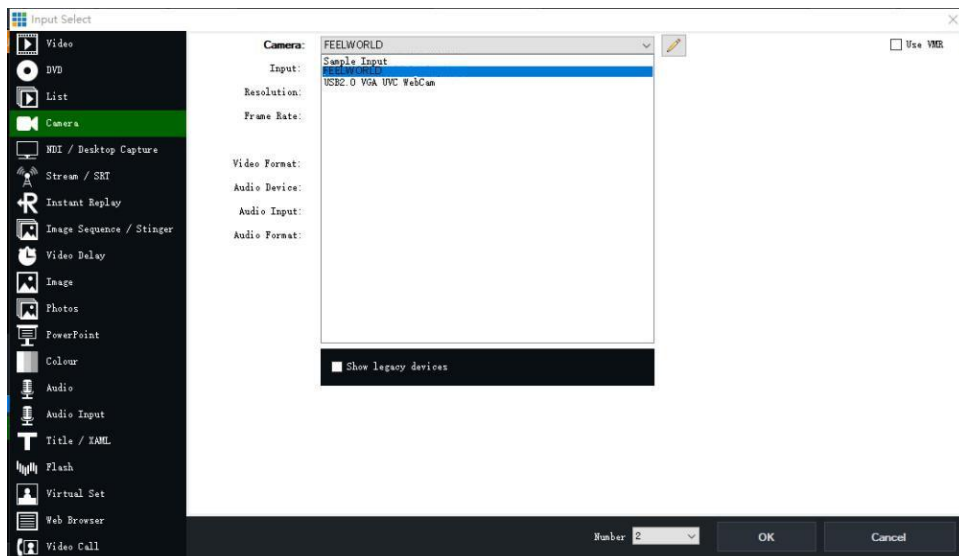 Input Select
Video
DVD
List
Camera
NDI / Desktop Capture
Stream / SRT
Instant Replay
Image Sequence / Stinger
Video Delay
Image
Photos
PowerPoint
Colour
Audio
Audio Input
Title / XAML
Flash
Virtual Set
Web Browser
Video Call
Camera: FEELWORLD
Use VMR
Sample Input
FEELWORLD
USB2.0 VGA UVC WebCam
Input:
Resolution:
Frame Rate:
Video Format:
Audio Device:
Audio Input:
Audio Format:
Show legacy devices
Number 2
OK
Cancel